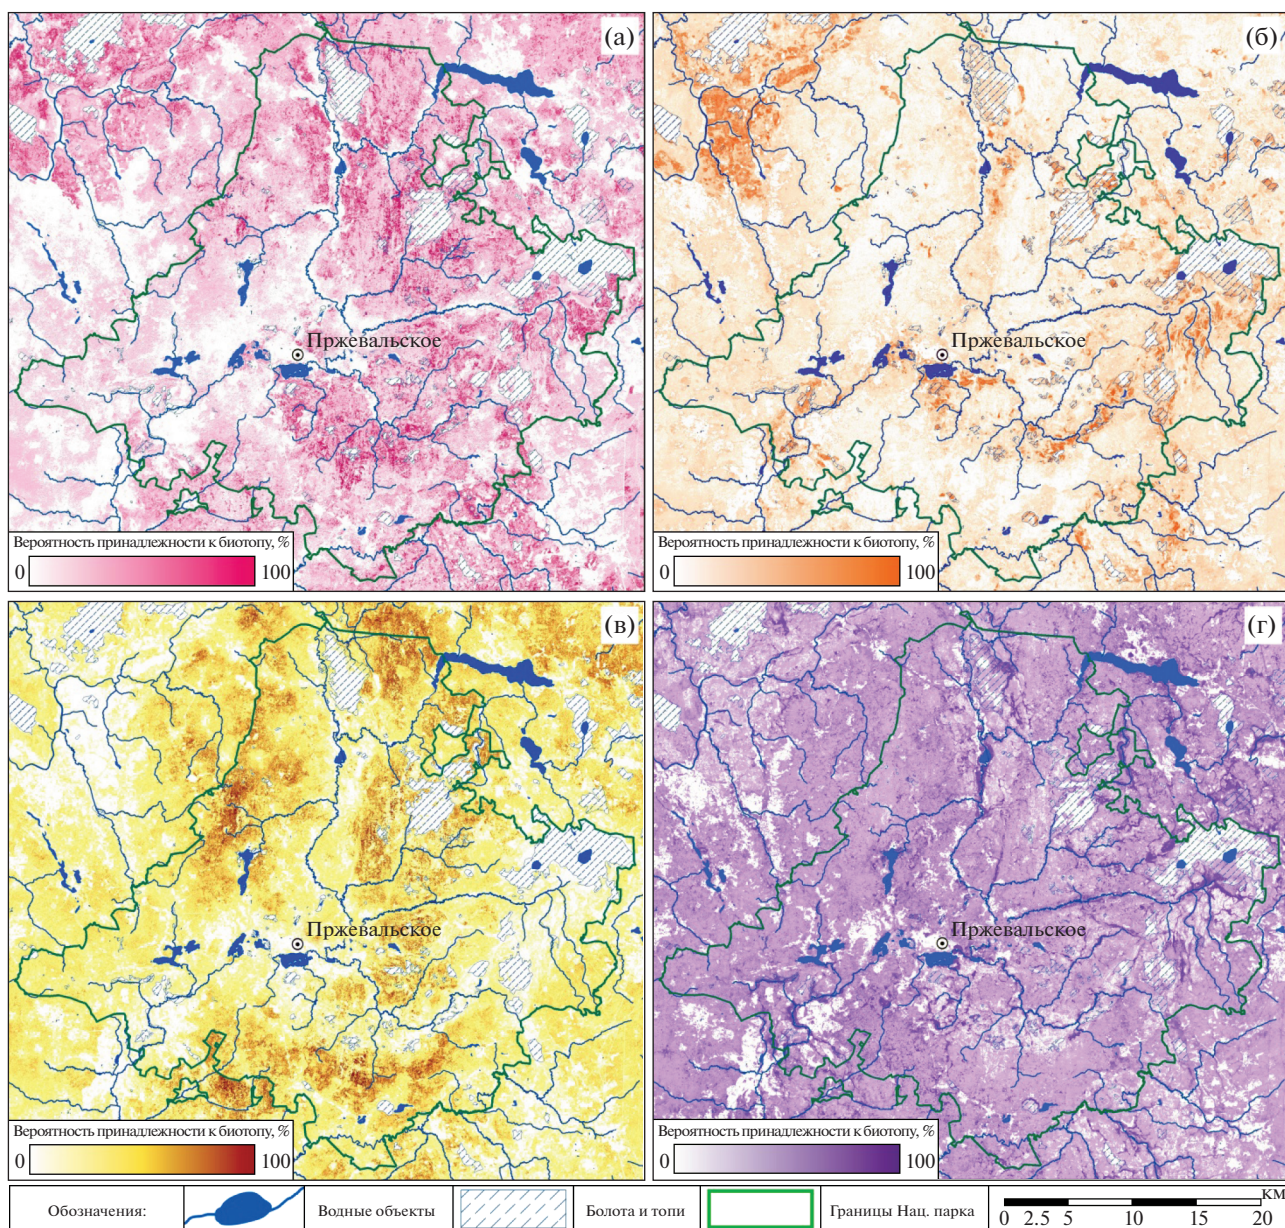 (а)
Пржевальское
Вероятность принадлежности к биотопу, %
0 100
(б)
Пржевальское
Вероятность принадлежности к биотопу, %
0 100
(в)
Пржевальское
Вероятность принадлежности к биотопу, %
0 100
(г)
Пржевальское
Вероятность принадлежности к биотопу, %
0 100
Обозначения: Водные объекты Болота и топи Границы Нац. парка
км
0 2.5 5 10 15 20